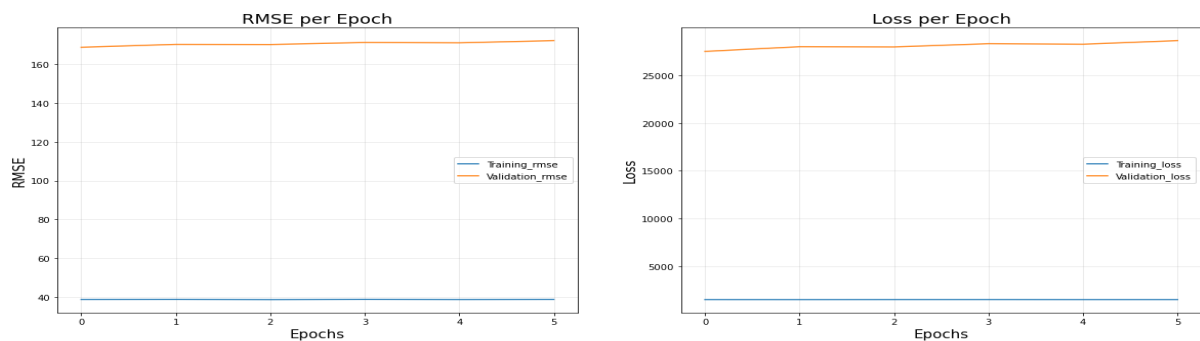 RMSE per Epoch
RMSE
160
140
120
100
80
60
40
Training_rmse
Validation_rmse
0 1 2 3 4 5
Epochs
Loss per Epoch
Loss
25000
20000
15000
10000
5000
Training_loss
Validation_loss
0 1 2 3 4 5
Epochs